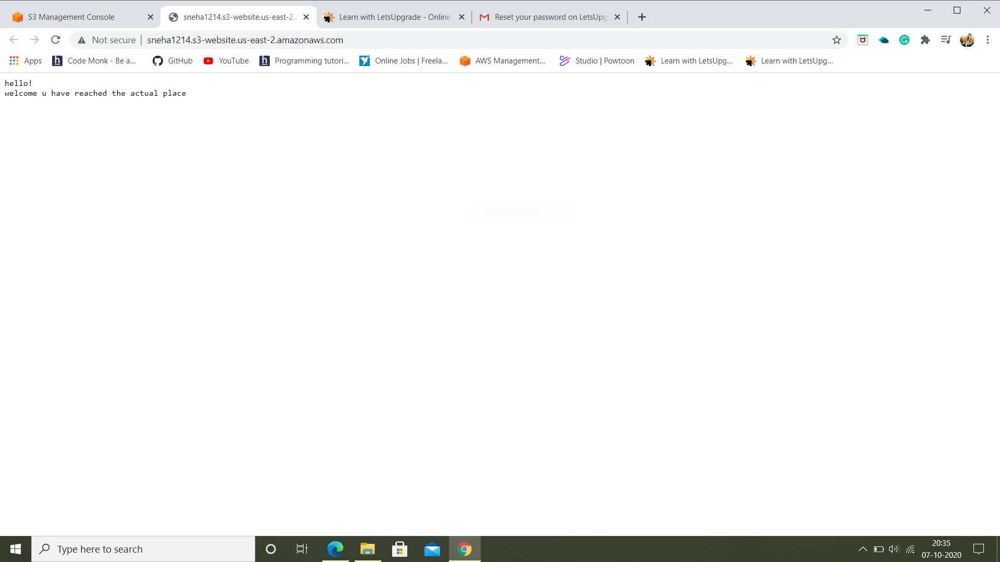 S3 Management Console
sneha1214.s3-website.us-east-2.a
Learn with LetsUpgrade - Online
Reset your password on LetsUpgr
Not secure
sneha1214.s3-website.us-east-2.amazonaws.com
Apps
Code Monk - Be a...
GitHub
YouTube
Programming tutori...
Online Jobs | Freela...
AWS Management...
Studio | Powtoon
Learn with LetsUpg...
Learn with LetsUpg...
hello!
welcome u have reached the actual place
Full-screen Snip
Type here to search
20:35
07-10-2020